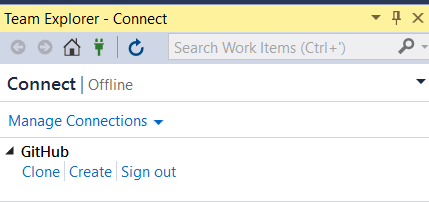 Team Explorer - Connect
Search Work Items (Ctrl+')
Connect | Offline
Manage Connections
GitHub
Clone Create Sign out